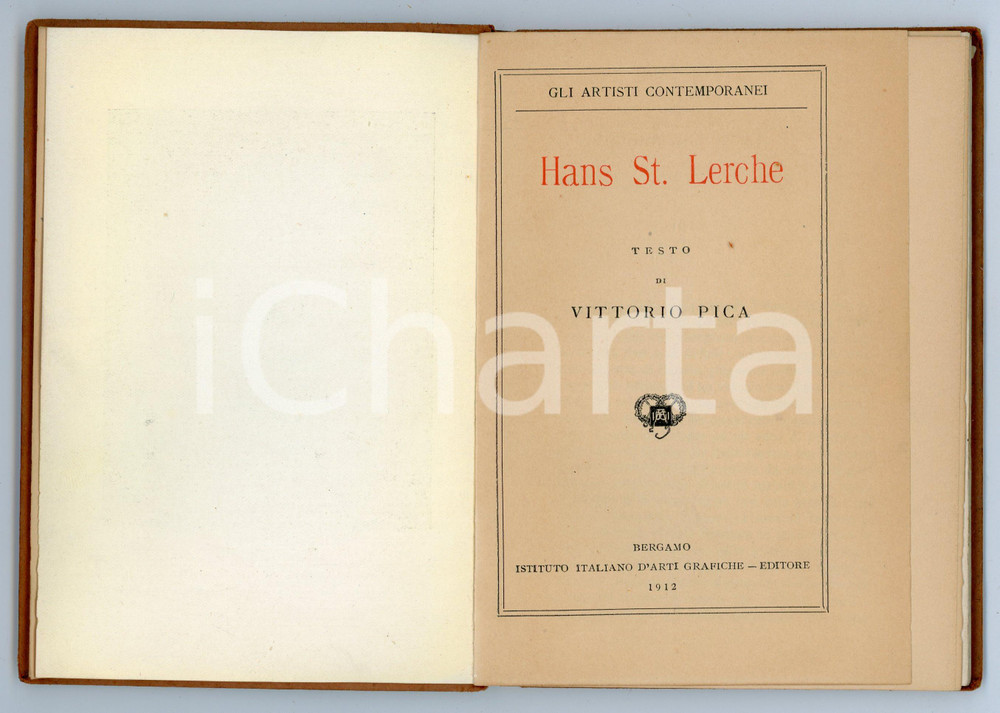 GLI ARTISTI CONTEMPORANEI
Hans St. Lerche
TESTO
DI
VITTORIO PICA
iCharta
BERGAMO
ISTITUTO ITALIANO D'ARTI GRAFICHE — EDITORE
1912